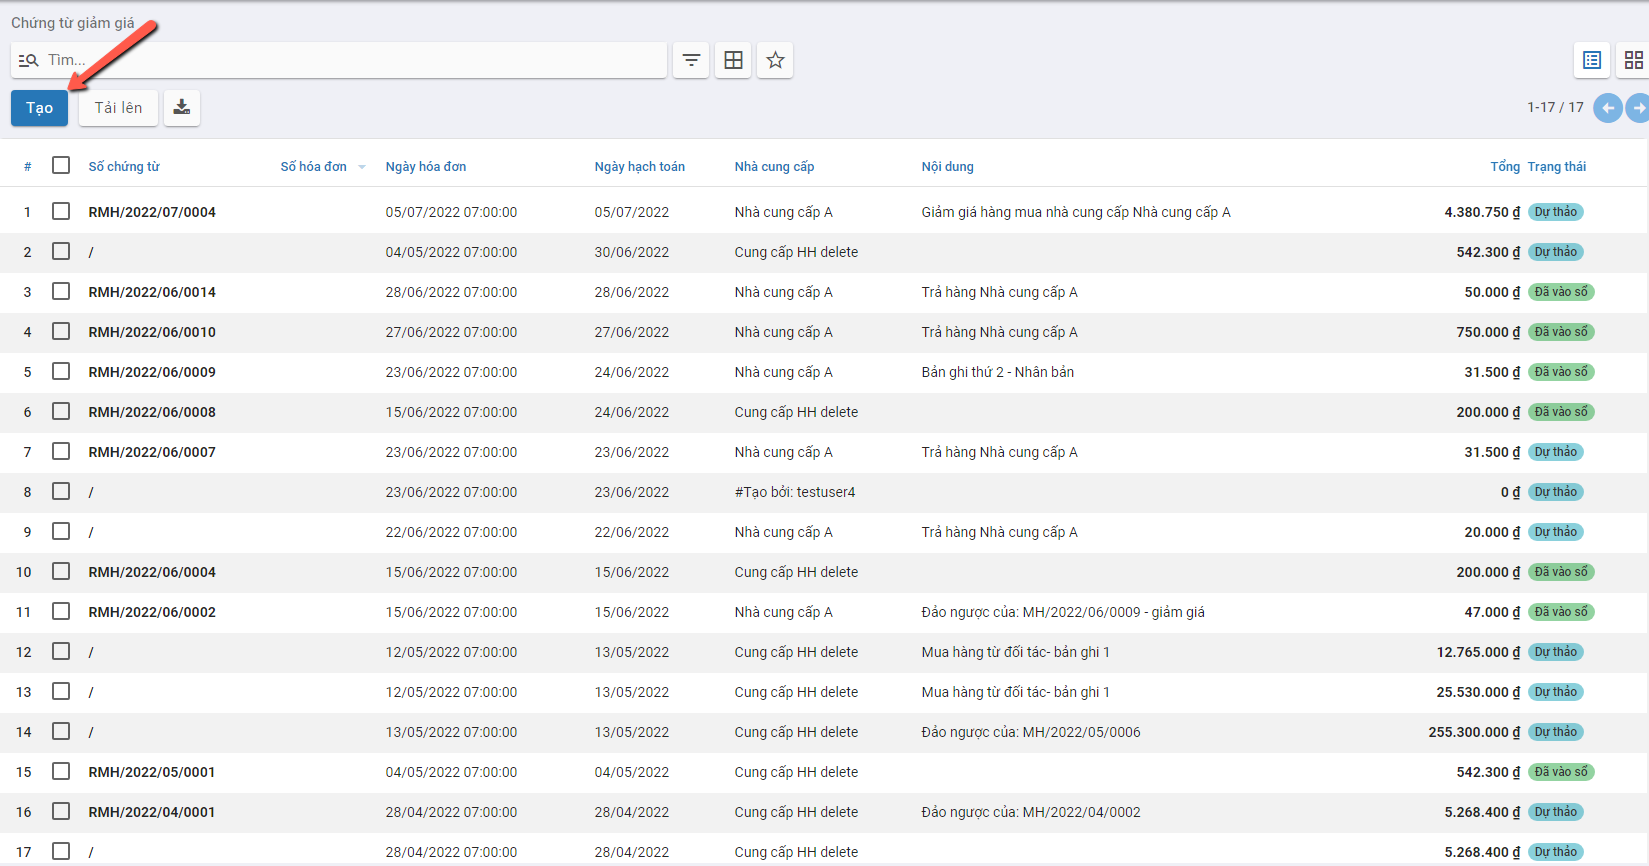 Chứng từ giảm giá
Tìm...
Tạo Tải lên 1-17 / 17
# Số chứng từ Số hóa đơn Ngày hóa đơn Ngày hạch toán Nhà cung cấp Nội dung Tổng Trạng thái
1 RMH/2022/07/0004 05/07/2022 07:00:00 05/07/2022 Nhà cung cấp A Giảm giá hàng mua nhà cung cấp Nhà cung cấp A 4.380.750 ₫ Dự thảo
2 / 04/05/2022 07:00:00 30/06/2022 Cung cấp HH delete 542.300 ₫ Dự thảo
3 RMH/2022/06/0014 28/06/2022 07:00:00 28/06/2022 Nhà cung cấp A Trả hàng Nhà cung cấp A 50.000 ₫ Đã vào sổ
4 RMH/2022/06/0010 27/06/2022 07:00:00 27/06/2022 Nhà cung cấp A Trả hàng Nhà cung cấp A 750.000 ₫ Đã vào sổ
5 RMH/2022/06/0009 23/06/2022 07:00:00 24/06/2022 Nhà cung cấp A Bản ghi thứ 2 - Nhân bản 31.500 ₫ Đã vào sổ
6 RMH/2022/06/0008 15/06/2022 07:00:00 24/06/2022 Cung cấp HH delete 200.000 ₫ Đã vào sổ
7 RMH/2022/06/0007 23/06/2022 07:00:00 23/06/2022 Nhà cung cấp A Trả hàng Nhà cung cấp A 31.500 ₫ Dự thảo
8 / 23/06/2022 07:00:00 23/06/2022 #Tạo bởi: testuser4 0 ₫ Dự thảo
9 / 22/06/2022 07:00:00 22/06/2022 Nhà cung cấp A Trả hàng Nhà cung cấp A 20.000 ₫ Dự thảo
10 RMH/2022/06/0004 15/06/2022 07:00:00 15/06/2022 Cung cấp HH delete 200.000 ₫ Đã vào sổ
11 RMH/2022/06/0002 15/06/2022 07:00:00 15/06/2022 Nhà cung cấp A Đảo ngược của: MH/2022/06/0009 - giảm giá 47.000 ₫ Đã vào sổ
12 / 12/05/2022 07:00:00 13/05/2022 Cung cấp HH delete Mua hàng từ đối tác- bản ghi 1 12.765.000 ₫ Dự thảo
13 / 12/05/2022 07:00:00 13/05/2022 Cung cấp HH delete Mua hàng từ đối tác- bản ghi 1 25.530.000 ₫ Dự thảo
14 / 13/05/2022 07:00:00 13/05/2022 Cung cấp HH delete Đảo ngược của: MH/2022/05/0006 255.300.000 ₫ Dự thảo
15 RMH/2022/05/0001 04/05/2022 07:00:00 04/05/2022 Cung cấp HH delete 542.300 ₫ Đã vào sổ
16 RMH/2022/04/0001 28/04/2022 07:00:00 28/04/2022 Cung cấp HH delete Đảo ngược của: MH/2022/04/0002 5.268.400 ₫ Dự thảo
17 / 28/04/2022 07:00:00 28/04/2022 Cung cấp HH delete 5.268.400 ₫ Dự thảo